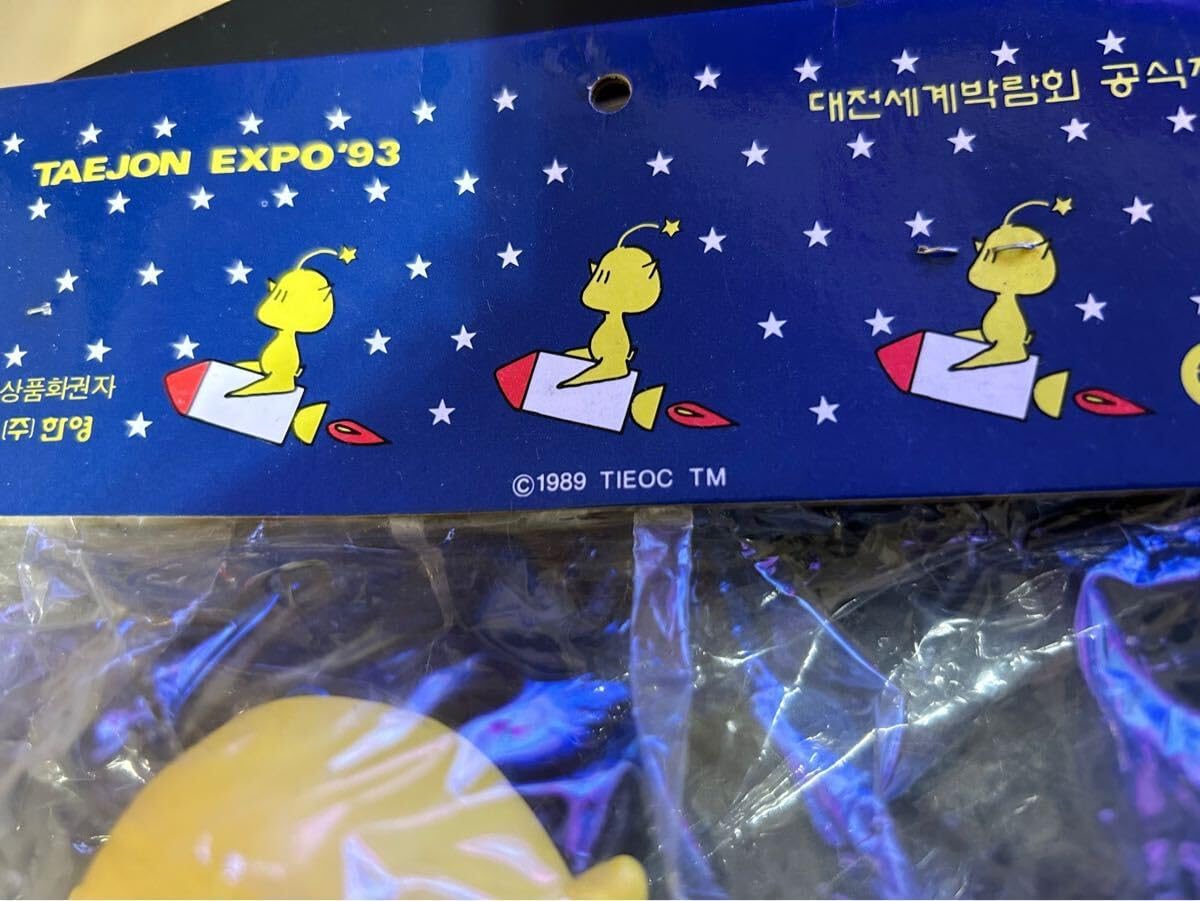 TAEJON EXPO'93
대전세계박람회 공식
상품화권자
(주) 한영
©1989 TIEOC TM